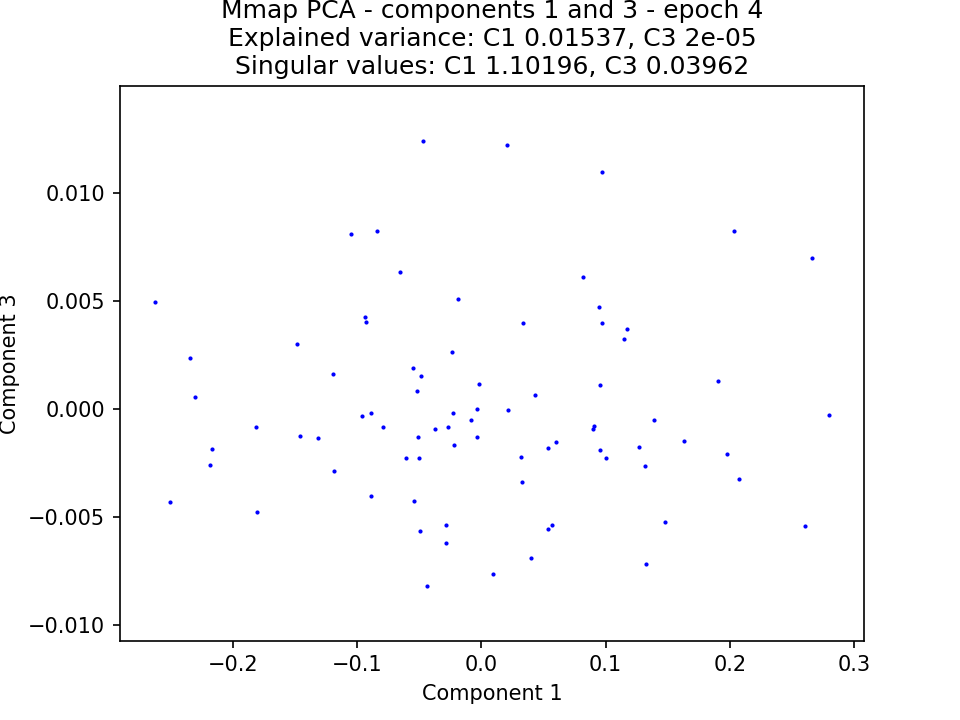 Mmap PCA - components 1 and 3 - epoch 4
Explained variance: C1 0.01537, C3 2e-05
Singular values: C1 1.10196, C3 0.03962
0.010
0.005
0.000
−0.005
−0.010
Component 3
−0.2 −0.1 0.0 0.1 0.2 0.3
Component 1